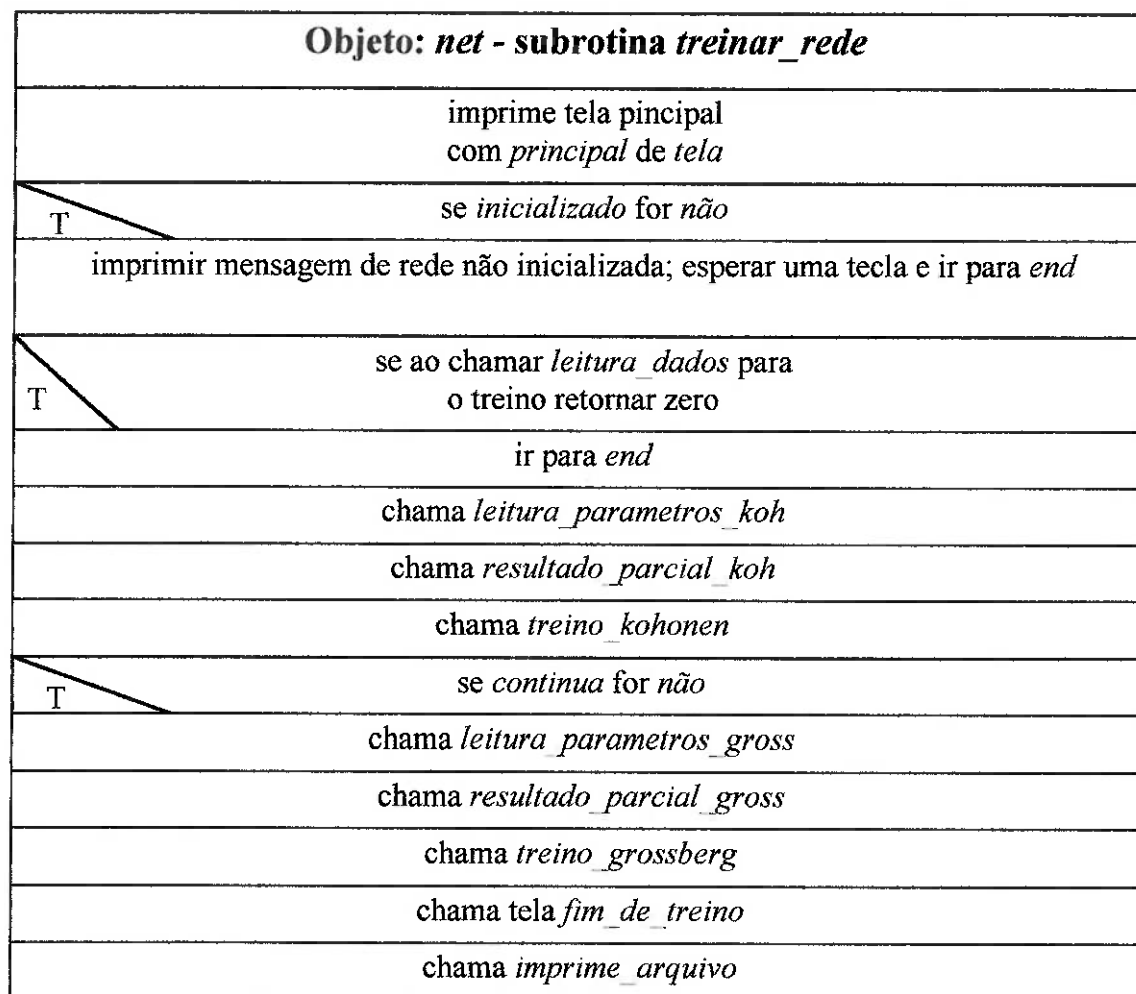 Objeto: net - subrotina treinar_rede
imprime tela pincipal
com principal de tela
T
se inicializado for não
imprimir mensagem de rede não inicializada; esperar uma tecla e ir para end
T
se ao chamar leitura_dados para
o treino retornar zero
ir para end
chama leitura_parametros_koh
chama resultado_parcial_koh
chama treino_kohonen
T
se continua for não
chama leitura_parametros_gross
chama resultado_parcial_gross
chama treino_grossberg
chama tela fim_de_treino
chama imprime_arquivo